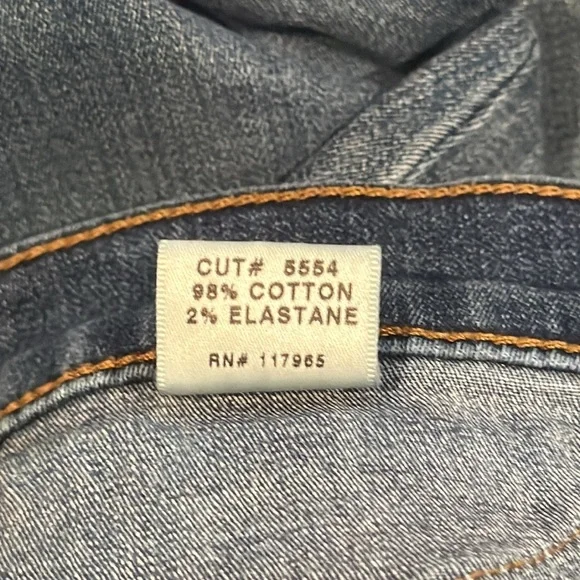 CUT# 5554
98% COTTON
2% ELASTANE
RN# 117965